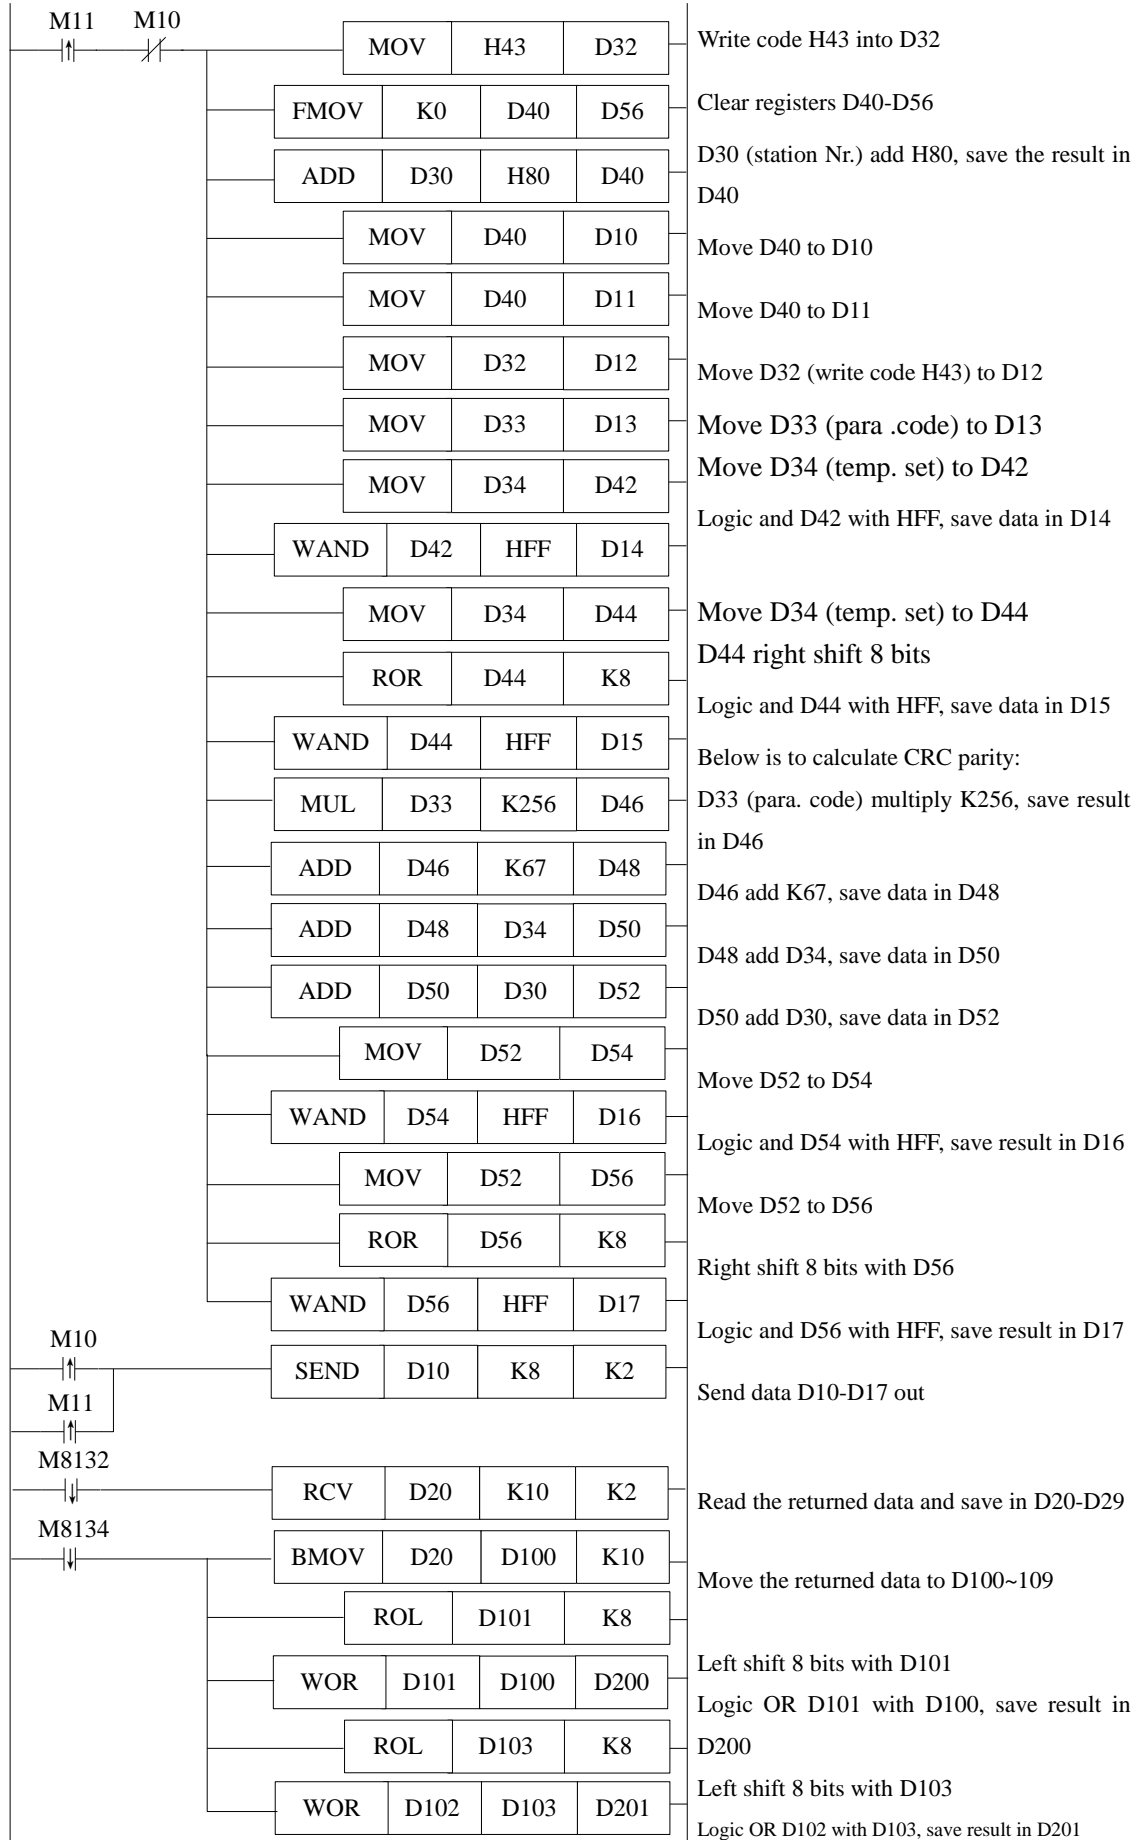 M11 M10
MOV H43 D32 Write code H43 into D32
FMOV K0 D40 D56 Clear registers D40-D56
ADD D30 H80 D40 D30 (station Nr.) add H80, save the result in
D40
MOV D40 D10 Move D40 to D10
MOV D40 D11 Move D40 to D11
MOV D32 D12 Move D32 (write code H43) to D12
MOV D33 D13 Move D33 (para .code) to D13
MOV D34 D42 Move D34 (temp. set) to D42
Logic and D42 with HFF, save data in D14
WAND D42 HFF D14
MOV D34 D44 Move D34 (temp. set) to D44
D44 right shift 8 bits
ROR D44 K8
Logic and D44 with HFF, save data in D15
WAND D44 HFF D15
Below is to calculate CRC parity:
MUL D33 K256 D46 D33 (para. code) multiply K256, save result
in D46
ADD D46 K67 D48
D46 add K67, save data in D48
ADD D48 D34 D50
D48 add D34, save data in D50
ADD D50 D30 D52
D50 add D30, save data in D52
MOV D52 D54
Move D52 to D54
WAND D54 HFF D16
Logic and D54 with HFF, save result in D16
MOV D52 D56
Move D52 to D56
ROR D56 K8
Right shift 8 bits with D56
WAND D56 HFF D17
Logic and D56 with HFF, save result in D17
M10
SEND D10 K8 K2
Send data D10-D17 out
M11
M8132
RCV D20 K10 K2 Read the returned data and save in D20-D29
M8134
BMOV D20 D100 K10
Move the returned data to D100~109
ROL D101 K8
Left shift 8 bits with D101
WOR D101 D100 D200
Logic OR D101 with D100, save result in
D200
ROL D103 K8
Left shift 8 bits with D103
WOR D102 D103 D201
Logic OR D102 with D103, save result in D201